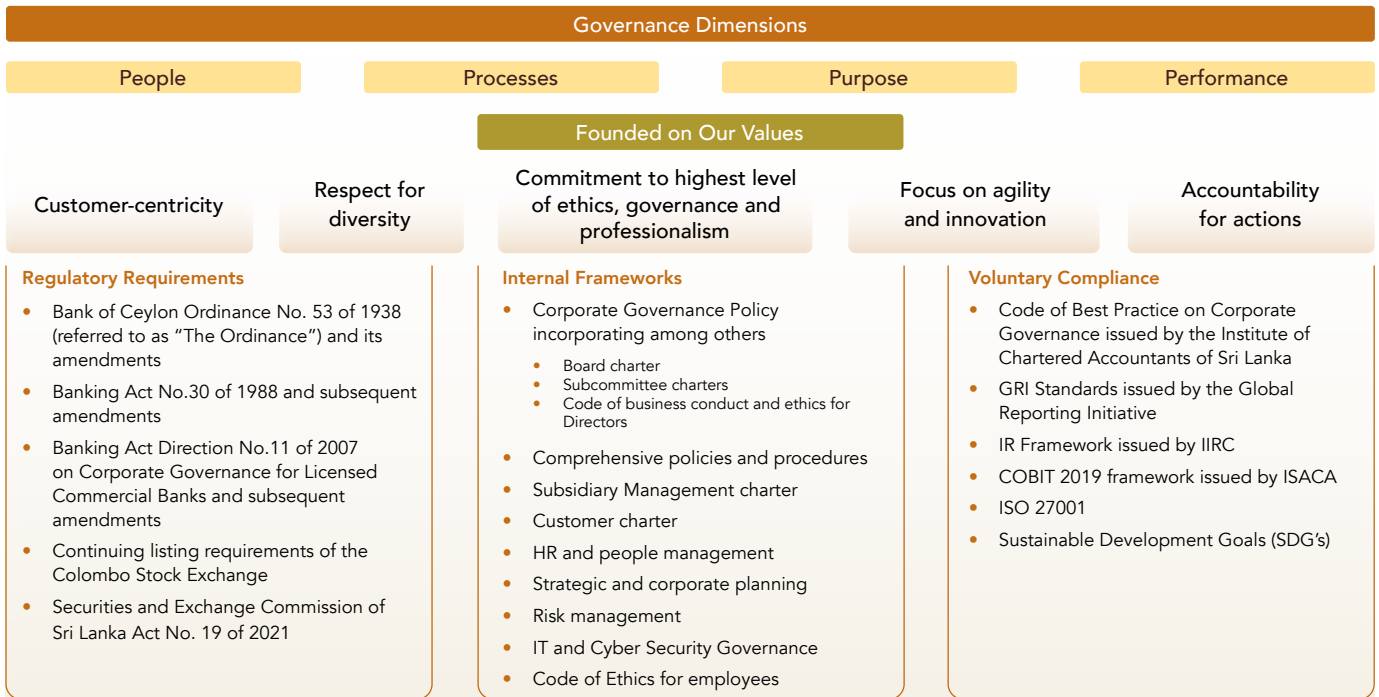 Governance Dimensions
People
Processes
Purpose
Performance
Founded on Our Values
Customer-centricity
Respect for
diversity
Commitment to highest level
of ethics, governance and
professionalism
Focus on agility
and innovation
Accountability
for actions
Regulatory Requirements
• Bank of Ceylon Ordinance No. 53 of 1938
(referred to as “The Ordinance”) and its
amendments
• Banking Act No.30 of 1988 and subsequent
amendments
• Banking Act Direction No.11 of 2007
on Corporate Governance for Licensed
Commercial Banks and subsequent
amendments
• Continuing listing requirements of the
Colombo Stock Exchange
• Securities and Exchange Commission of
Sri Lanka Act No. 19 of 2021
Internal Frameworks
• Corporate Governance Policy
incorporating among others
• Board charter
• Subcommittee charters
• Code of business conduct and ethics for
Directors
• Comprehensive policies and procedures
• Subsidiary Management charter
• Customer charter
• HR and people management
• Strategic and corporate planning
• Risk management
• IT and Cyber Security Governance
• Code of Ethics for employees
Voluntary Compliance
• Code of Best Practice on Corporate
Governance issued by the Institute of
Chartered Accountants of Sri Lanka
• GRI Standards issued by the Global
Reporting Initiative
• IR Framework issued by IIRC
• COBIT 2019 framework issued by ISACA
• ISO 27001
• Sustainable Development Goals (SDG’s)